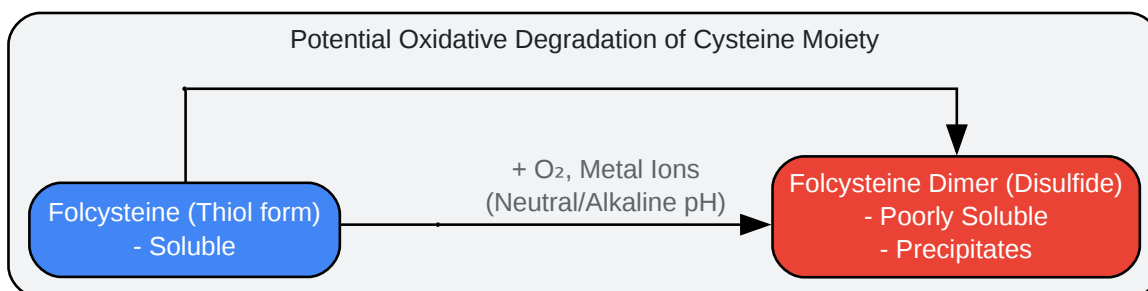 Potential Oxidative Degradation of Cysteine Moiety
+ O₂, Metal Ions
(Neutral/Alkaline pH)
Folcysteine (Thiol form)
- Soluble
Folcysteine Dimer (Disulfide)
- Poorly Soluble
- Precipitates